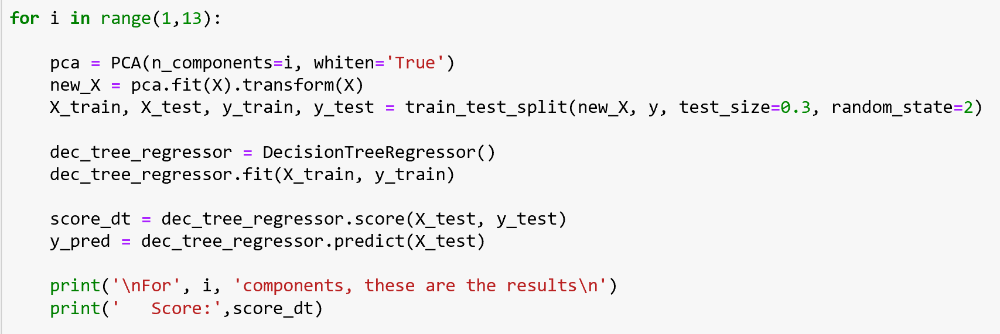 for i in range(1,13):
    pca = PCA(n_components=i, whiten='True')
    new_X = pca.fit(X).transform(X)
    X_train, X_test, y_train, y_test = train_test_split(new_X, y, test_size=0.3, random_state=2)
    dec_tree_regressor = DecisionTreeRegressor()
    dec_tree_regressor.fit(X_train, y_train)
    score_dt = dec_tree_regressor.score(X_test, y_test)
    y_pred = dec_tree_regressor.predict(X_test)
    print('\nFor', i, 'components, these are the results\n')
    print('   Score:',score_dt)